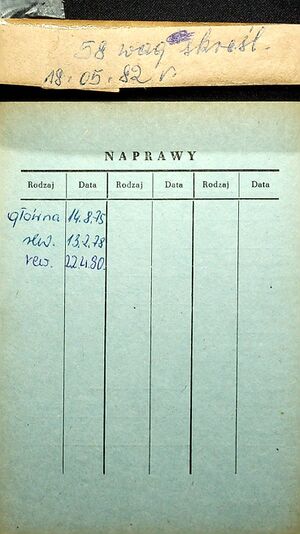 58 wag skreśl.
18.05.82 r
NAPRAWY
Rodzaj Data Rodzaj Data Rodzaj Data
główna 14.8.75
rew. 13.2.78
rew. 22.4.80.